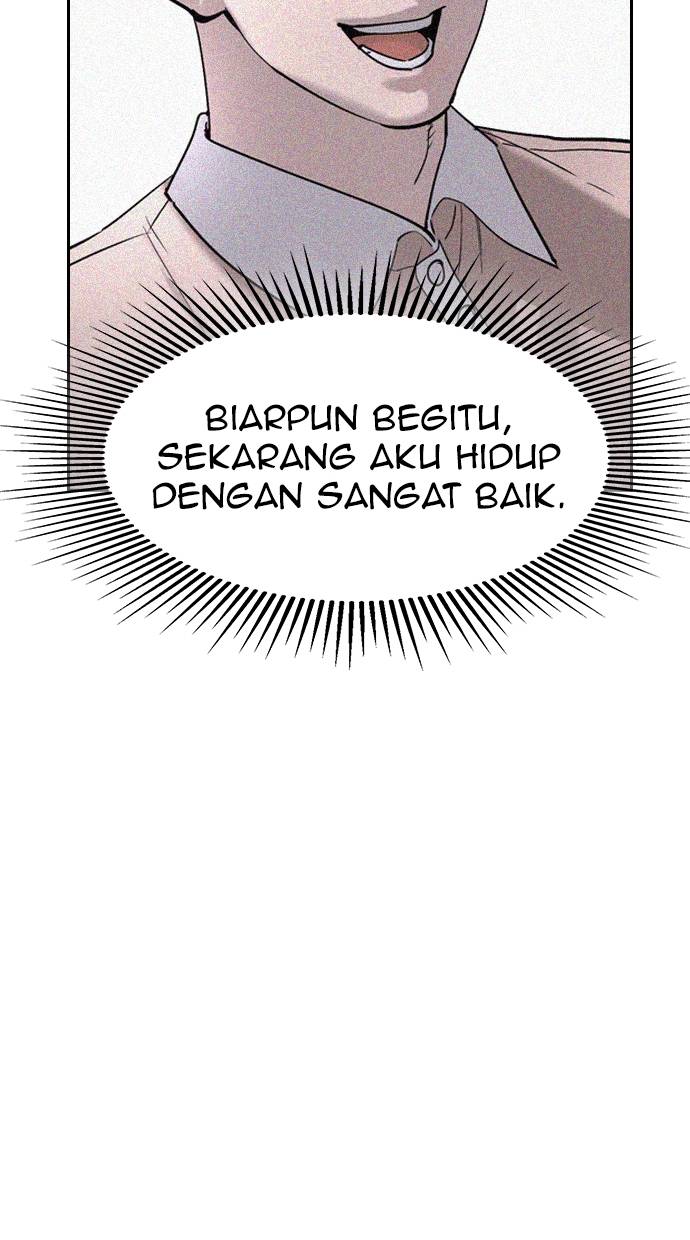 BIARPUN BEGITU,
SEKARANG AKU HIDUP
DENGAN SANGAT BAIK.